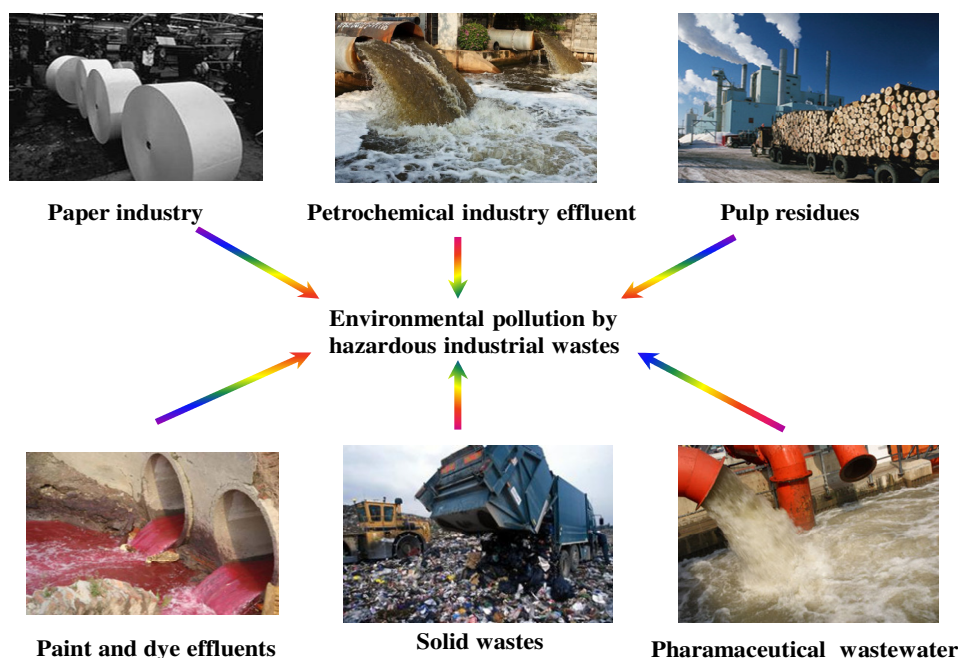 Paper industry
Petrochemical industry effluent
Pulp residues
Environmental pollution by
hazardous industrial wastes
Paint and dye effluents
Solid wastes
Pharamaceutical wastewater